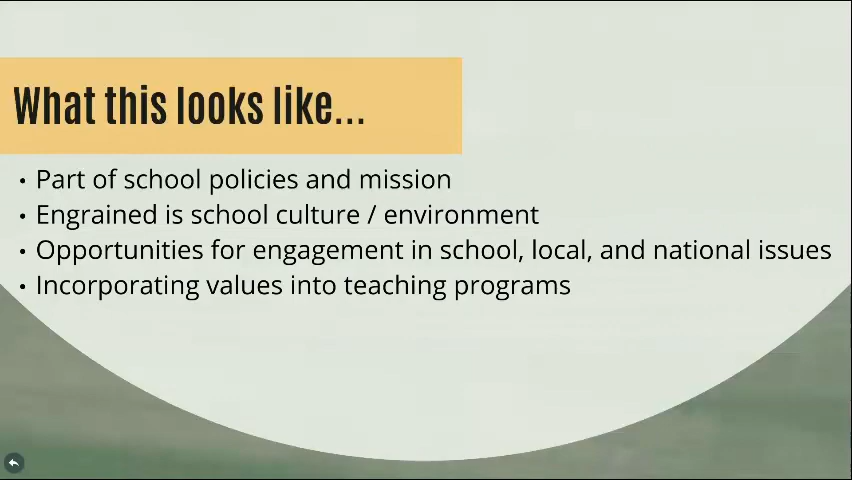 What this looks like...
• Part of school policies and mission
• Engrained is school culture / environment
• Opportunities for engagement in school, local, and national issues
• Incorporating values into teaching programs